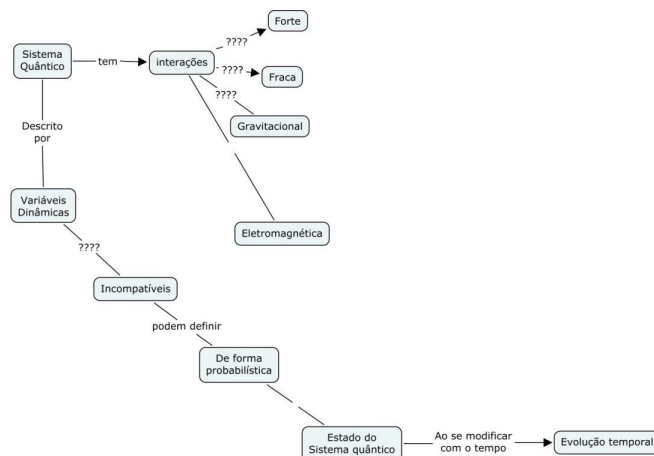 Forte
????
Sistema
Quântico
tem
interações
????
Fraca
????
Gravitacional
Descrito
por
Variáveis
Dinâmicas
Eletromagnética
????
Incompatíveis
podem definir
De forma
probabilística
Estado do
Sistema quântico
Ao se modificar
com o tempo
Evolução temporal